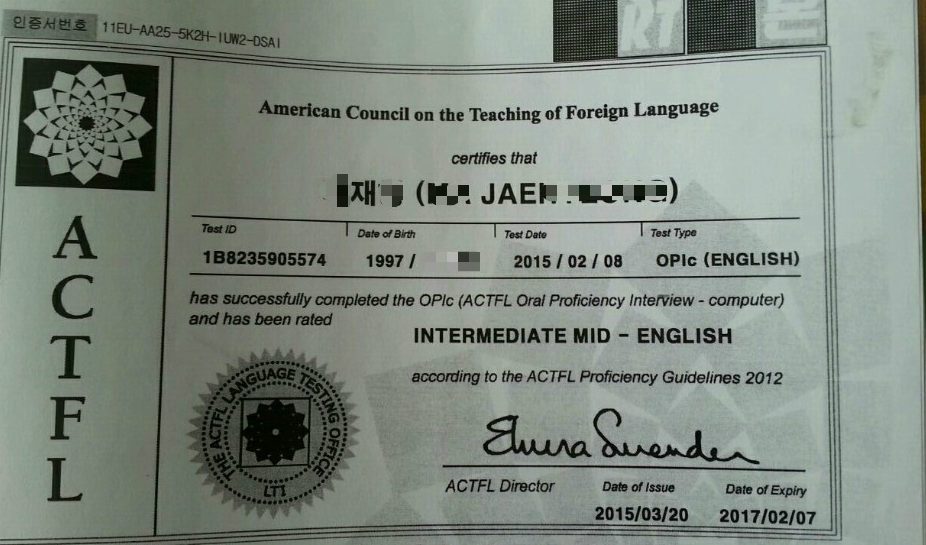 인증서번호 11EU-AA25-5K2H-IUW2-DSAI
RT 본
ACTFL
American Council on the Teaching of Foreign Language
certifies that
재 ( JAE )
Test ID Date of Birth Test Date Test Type
1B8235905574 1997 / 2015 / 02 / 08 OPIc (ENGLISH)
has successfully completed the OPIc (ACTFL Oral Proficiency Interview - computer)
and has been rated
INTERMEDIATE MID - ENGLISH
according to the ACTFL Proficiency Guidelines 2012
THE ACTFL LANGUAGE TESTING OFFICE
LTI
ACTFL Director Date of Issue Date of Expiry
2015/03/20 2017/02/07